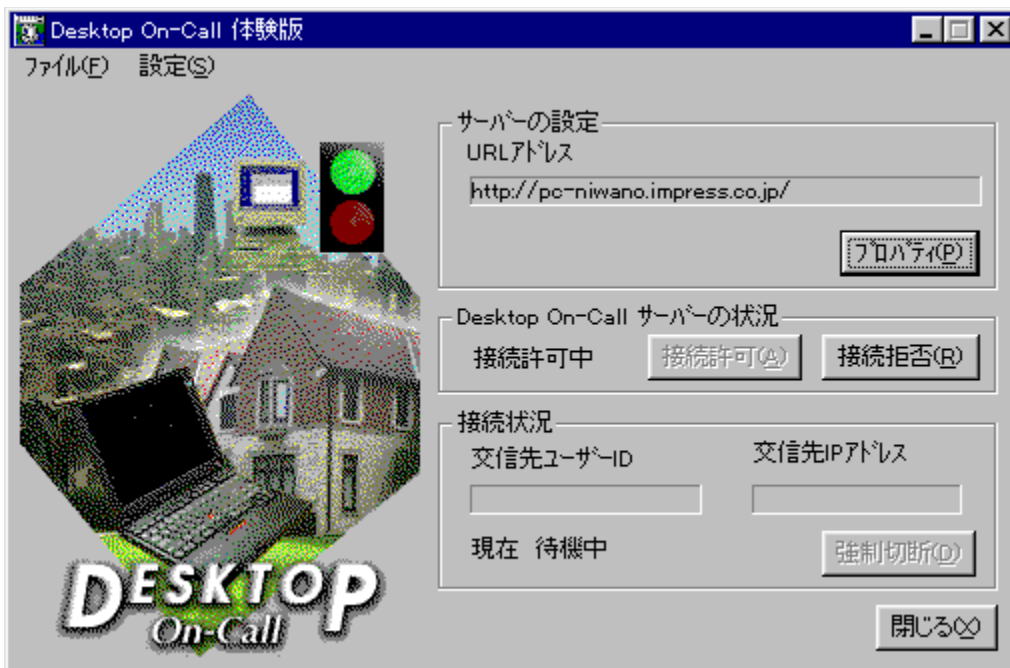 Desktop On-Call 体験版
ファイル(F) 設定(S)
サーバーの設定
URLアドレス
http://pc-niwano.impress.co.jp/
プロパティ(P)
Desktop On-Call サーバーの状況
接続許可中 接続許可(A) 接続拒否(R)
接続状況
交信先ユーザーID 交信先IPアドレス
現在 待機中 強制切断(D)
DESKTOP
On-Call
閉じる(X)